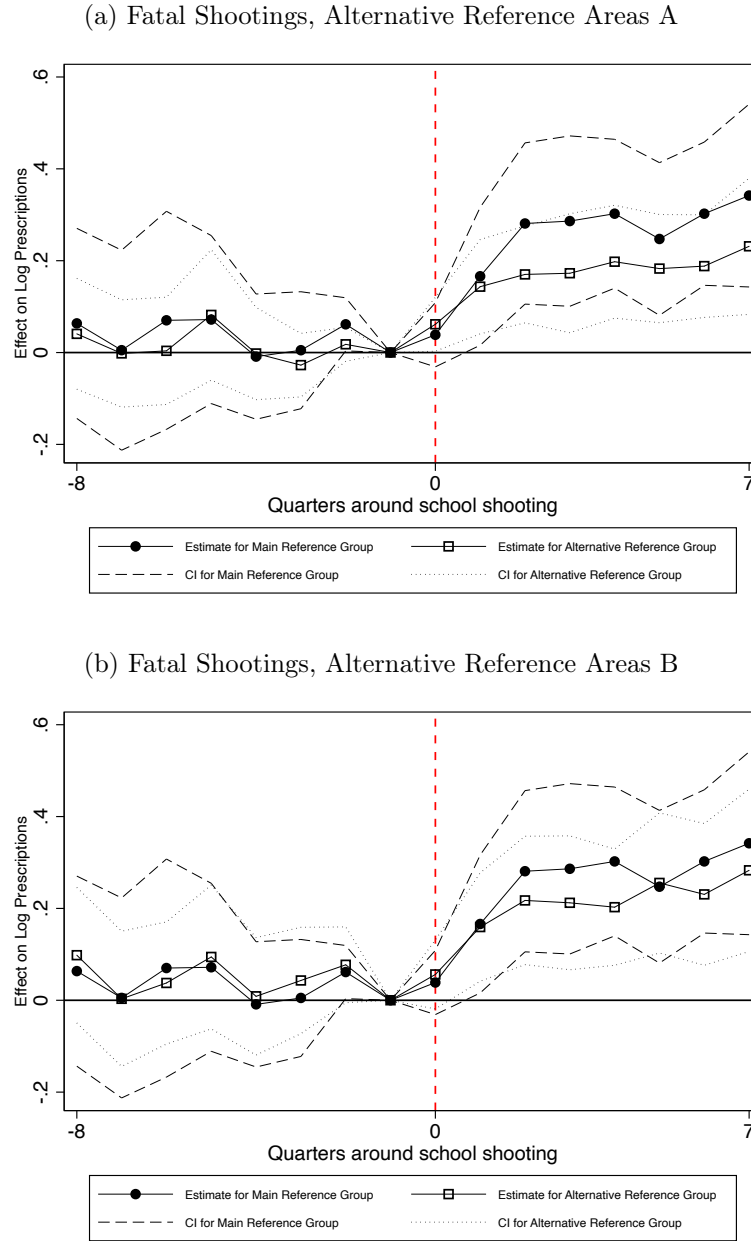 (a) Fatal Shootings, Alternative Reference Areas A
Effect on Log Prescriptions
.6
.4
.2
0
-.2
-8
0
7
Quarters around school shooting
Estimate for Main Reference Group
Estimate for Alternative Reference Group
CI for Main Reference Group
CI for Alternative Reference Group
(b) Fatal Shootings, Alternative Reference Areas B
Effect on Log Prescriptions
.6
.4
.2
0
-.2
-8
0
7
Quarters around school shooting
Estimate for Main Reference Group
Estimate for Alternative Reference Group
CI for Main Reference Group
CI for Alternative Reference Group